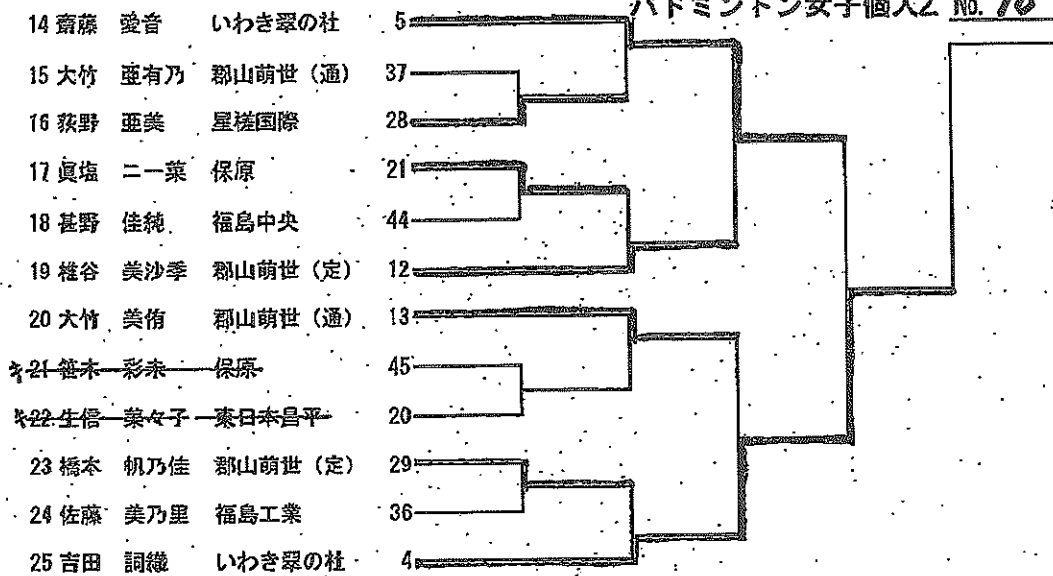 バドミントン女子個人2 No. 10
14 齋藤 愛音 いわき翠の杜 5
15 大竹 亜有乃 郡山萌世（通） 37
16 荻野 亜美 星槎国際 28
17 眞塩 ニー菜 保原 21
18 甚野 佳純 福島中央 44
19 椎谷 美沙季 郡山萌世（定） 12
20 大竹 美侑 郡山萌世（通） 13
キ 21 笹木 彩未 保原 45
キ 22 生信 菜々子 東日本昌平 20
23 橋本 帆乃佳 郡山萌世（定） 29
24 佐藤 美乃里 福島工業 36
25 吉田 詞織 いわき翠の杜 4